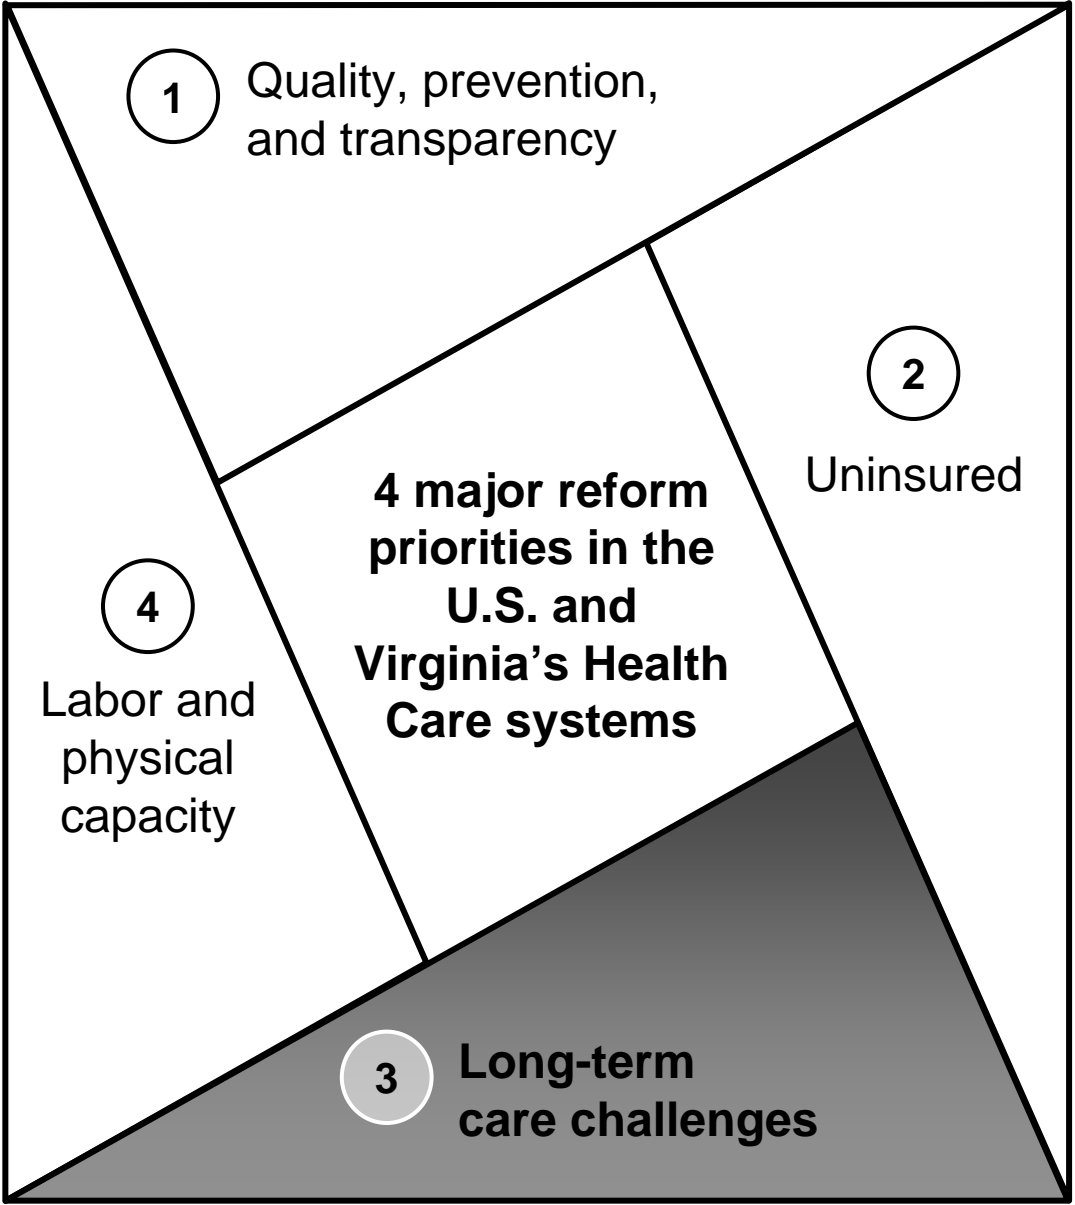 1
Quality, prevention,
and transparency
2
Uninsured
4 major reform
priorities in the
U.S. and
Virginia’s Health
Care systems
4
Labor and
physical
capacity
3
Long-term
care challenges